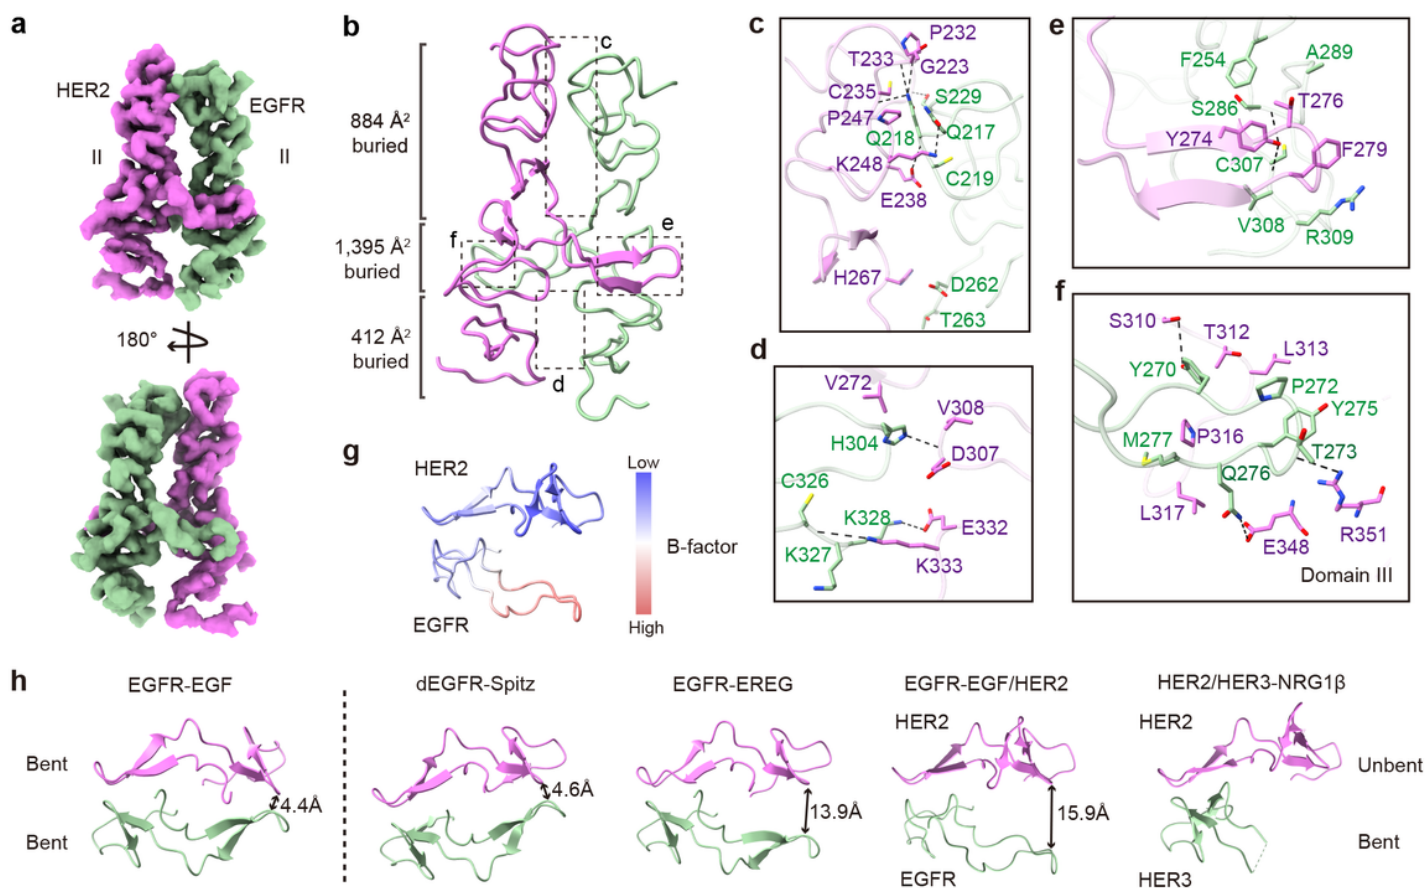 a
HER2
EGFR
II
II
180°
b
c
884 Å²
buried
1,395 Å²
buried
f
e
412 Å²
buried
d
c
P232
T233
G223
C235
S229
P247
Q218
Q217
K248
C219
E238
H267
D262
T263
d
V272
V308
H304
D307
C326
K328
E332
K327
K333
e
F254
A289
S286
T276
Y274
F279
C307
V308
R309
f
S310
T312
L313
Y270
P272
Y275
M277
P316
T273
Q276
L317
E348
R351
Domain III
g
HER2
Low
B-factor
EGFR
High
h
EGFR-EGF
dEGFR-Spitz
EGFR-EREG
EGFR-EGF/HER2
HER2/HER3-NRG1β
HER2
HER2
Bent
Unbent
4.4Å
4.6Å
13.9Å
15.9Å
Bent
Bent
EGFR
HER3